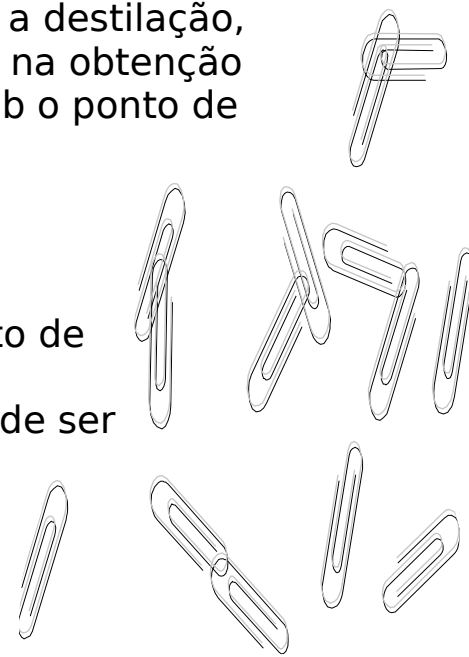 a destilação,
na obtenção
b o ponto de
to de
de ser